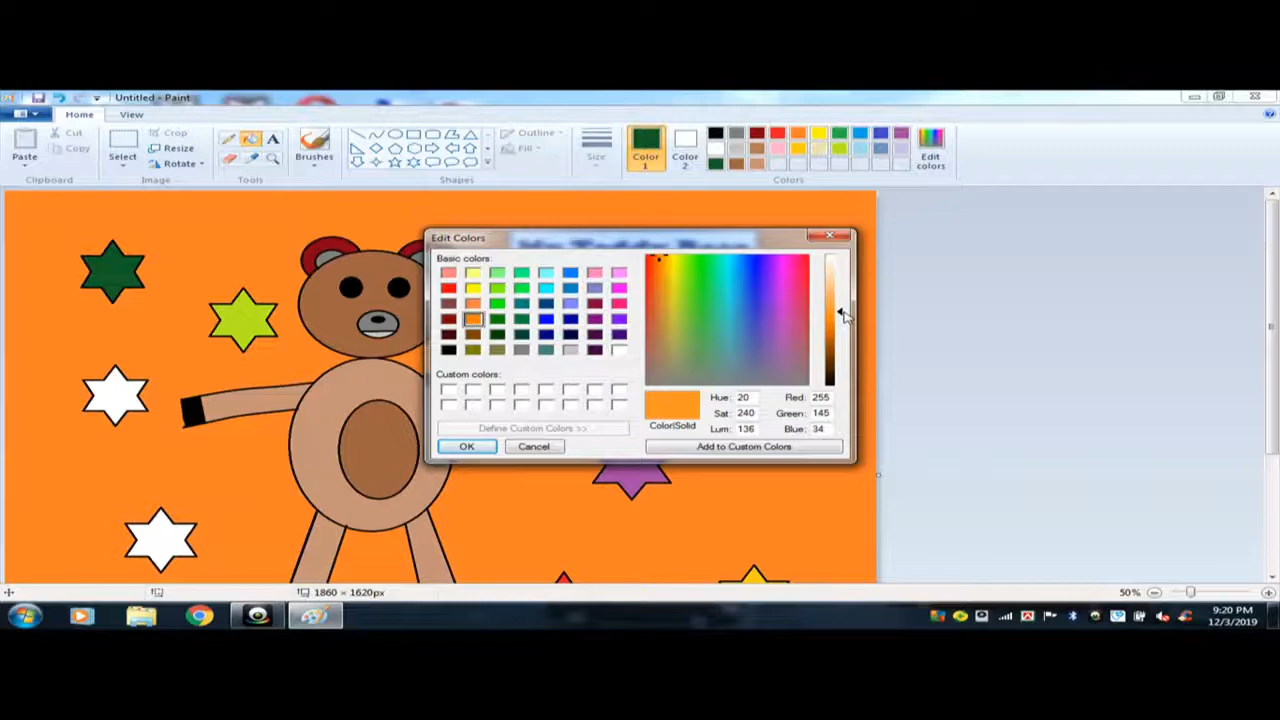 Untitled - Paint
Home View
Paste
Cut
Copy
Clipboard
Select
Crop
Resize
Rotate
Image
Tools
Brushes
Outline
Fill
Shapes
Size
Color 1
Color 2
Edit colors
Colors
Edit Colors
My Teddy Bear
Basic colors:
Custom colors:
Define Custom Colors >>
OK Cancel
Hue: 20 Red: 255
Sat: 240 Green: 145
Color|Solid Lum: 136 Blue: 34
Add to Custom Colors
1860 × 1620px 50%
9:20 PM
12/3/2019